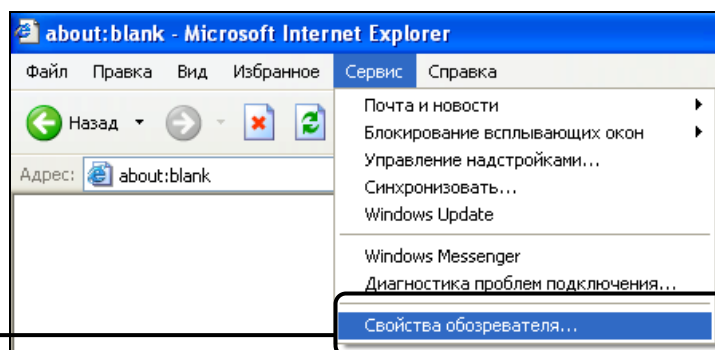 about:blank - Microsoft Internet Explorer
Файл Правка Вид Избранное Сервис Справка
Назад
Адрес: about:blank
Почта и новости
Блокирование всплывающих окон
Управление надстройками...
Синхронизовать...
Windows Update
Windows Messenger
Диагностика проблем подключения...
Свойства обозревателя...